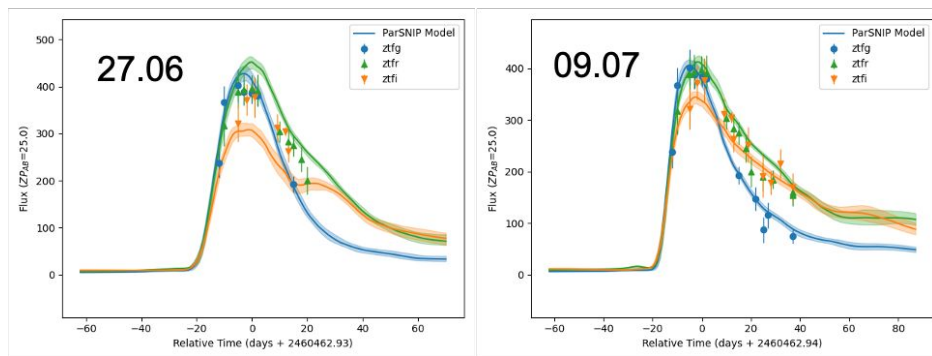 27.06
ParSNIP Model
ztfg
ztfr
ztfi
500
400
300
200
100
0
Flux (ZP_AB=25.0)
−60 −40 −20 0 20 40 60
Relative Time (days + 2460462.93)
09.07
ParSNIP Model
ztfg
ztfr
ztfi
400
300
200
100
0
Flux (ZP_AB=25.0)
−60 −40 −20 0 20 40 60 80
Relative Time (days + 2460462.94)